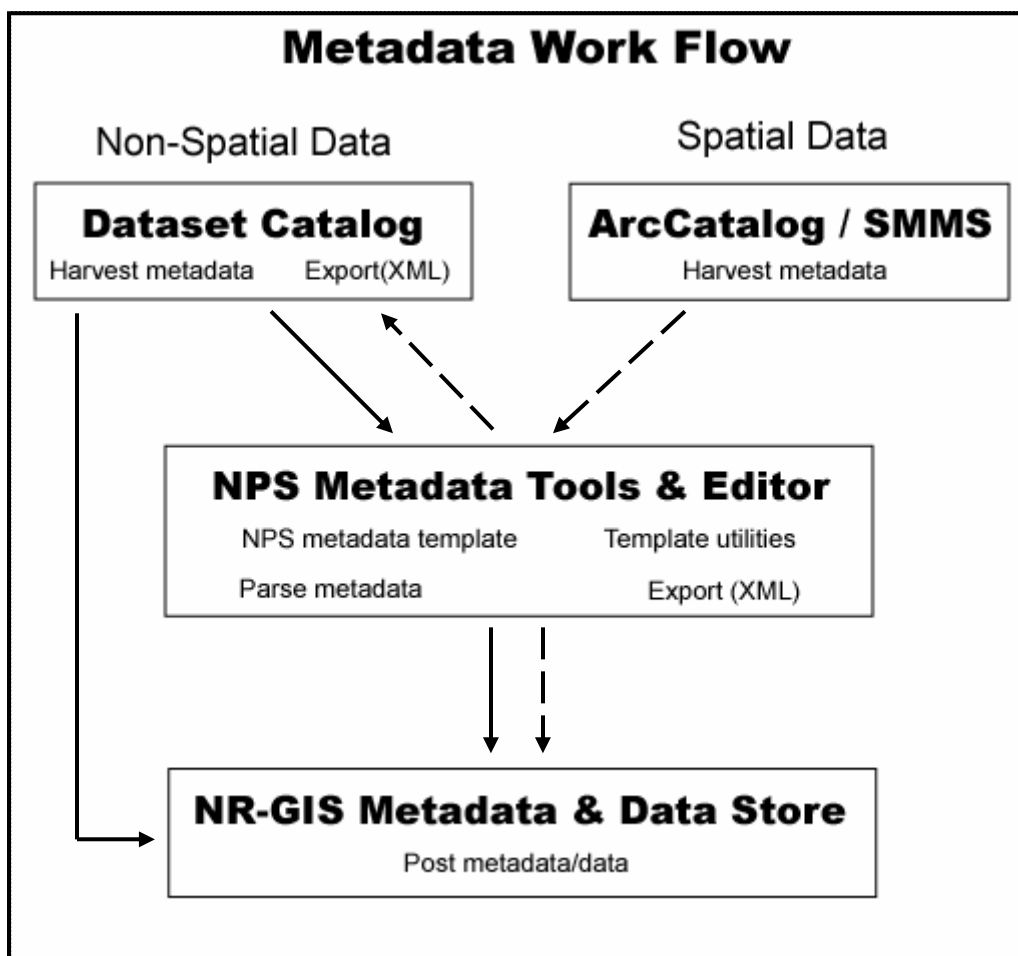 Metadata Work Flow
Non-Spatial Data
Spatial Data
Dataset Catalog
Harvest metadata Export(XML)
ArcCatalog / SMMS
Harvest metadata
NPS Metadata Tools & Editor
NPS metadata template Template utilities
Parse metadata Export (XML)
NR-GIS Metadata & Data Store
Post metadata/data